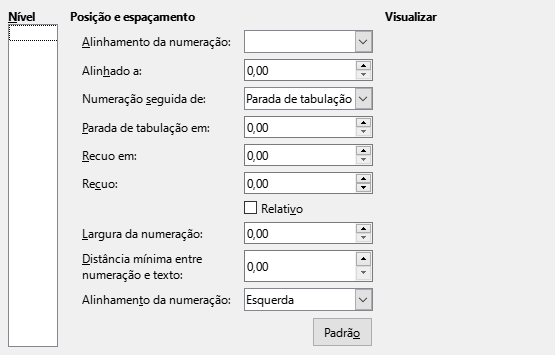 Nível Posição e espaçamento Visualizar
Alinhamento da numeração:
Alinhado a: 0,00
Numeração seguida de: Parada de tabulação
Parada de tabulação em: 0,00
Recuo em: 0,00
Recuo: 0,00
Relativo
Largura da numeração: 0,00
Distância mínima entre
numeração e texto: 0,00
Alinhamento da numeração: Esquerda
Padrão